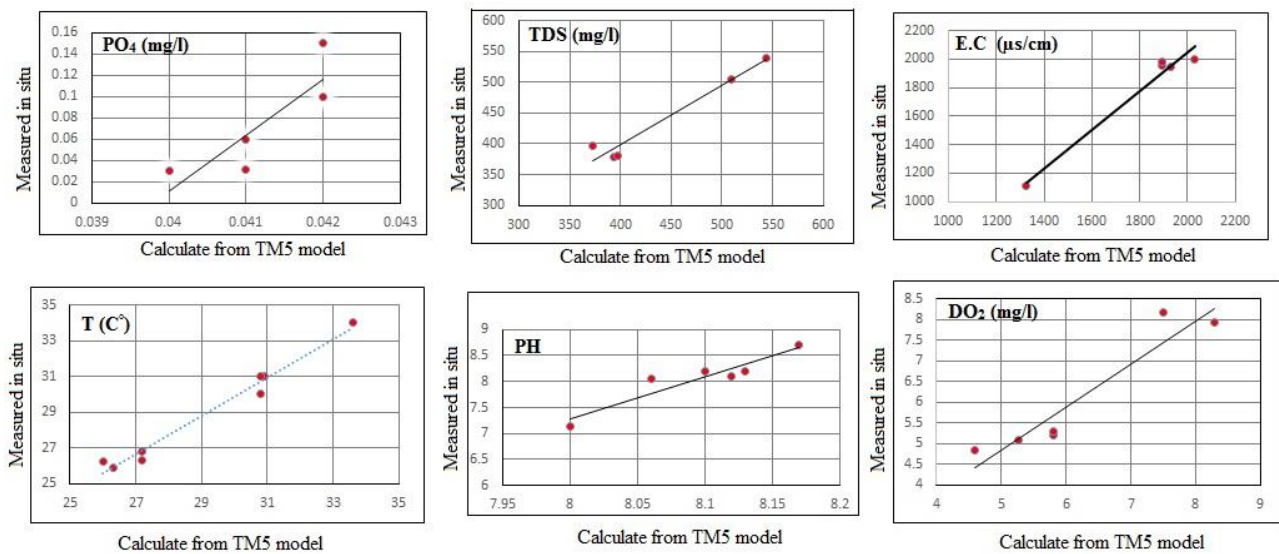 PO₄ (mg/l)
Measured in situ
0.16
0.14
0.12
0.1
0.08
0.06
0.04
0.02
0
0.039 0.04 0.041 0.042 0.043
Calculate from TM5 model
TDS (mg/l)
Measured in situ
600
550
500
450
400
350
300
300 350 400 450 500 550 600
Calculate from TM5 model
E.C (µs/cm)
Measured in situ
2200
2000
1800
1600
1400
1200
1000
1000 1200 1400 1600 1800 2000 2200
Calculate from TM5 model
T (C°)
Measured in situ
35
33
31
29
27
25
25 27 29 31 33 35
Calculate from TM5 model
PH
Measured in situ
9
8.5
8
7.5
7
6.5
6
7.95 8 8.05 8.1 8.15 8.2
Calculate from TM5 model
DO₂ (mg/l)
Measured in situ
8.5
8
7.5
7
6.5
6
5.5
5
4.5
4
4 5 6 7 8 9
Calculate from TM5 model